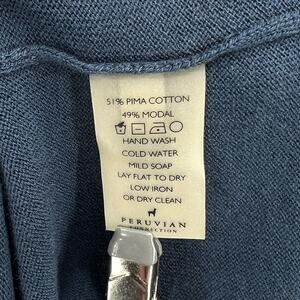 51% PIMA COTTON
49% MODAL
HAND WASH
COLD WATER
MILD SOAP
LAY FLAT TO DRY
LOW IRON
OR DRY CLEAN
PERUVIAN
CONNECTION